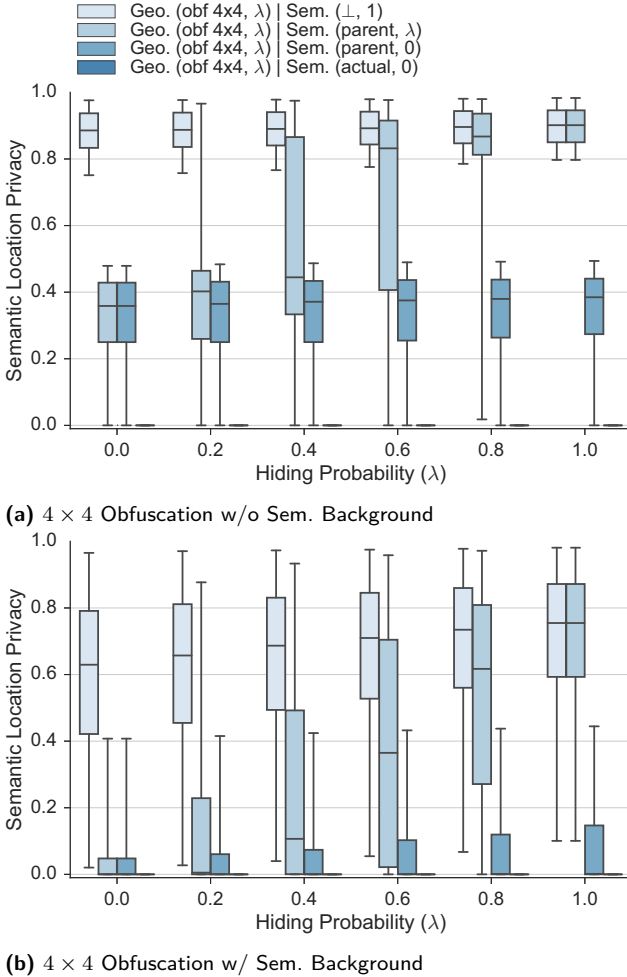 Geo. (obf 4x4, λ) | Sem. (⊥, 1)
Geo. (obf 4x4, λ) | Sem. (parent, λ)
Geo. (obf 4x4, λ) | Sem. (parent, 0)
Geo. (obf 4x4, λ) | Sem. (actual, 0)
Semantic Location Privacy
1.0
0.8
0.6
0.4
0.2
0.0
0.0 0.2 0.4 0.6 0.8 1.0
Hiding Probability (λ)
(a) 4 × 4 Obfuscation w/o Sem. Background
Semantic Location Privacy
1.0
0.8
0.6
0.4
0.2
0.0
0.0 0.2 0.4 0.6 0.8 1.0
Hiding Probability (λ)
(b) 4 × 4 Obfuscation w/ Sem. Background